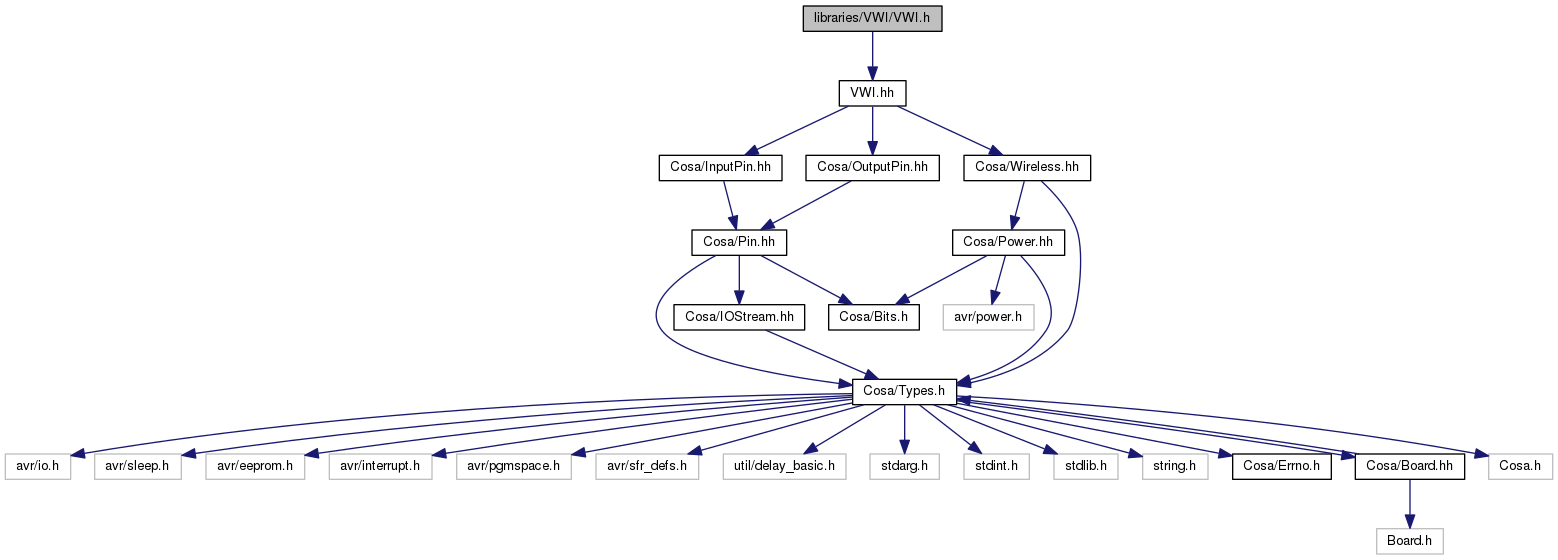 libraries/VWI/VWI.h
VWI.hh
Cosa/InputPin.hh
Cosa/OutputPin.hh
Cosa/Wireless.hh
Cosa/Pin.hh
Cosa/Power.hh
Cosa/IOStream.hh
Cosa/Bits.h
avr/power.h
Cosa/Types.h
avr/io.h
avr/sleep.h
avr/eeprom.h
avr/interrupt.h
avr/pgmspace.h
avr/sfr_defs.h
util/delay_basic.h
stdarg.h
stdint.h
stdlib.h
string.h
Cosa/Errno.h
Cosa/Board.hh
Cosa.h
Board.h